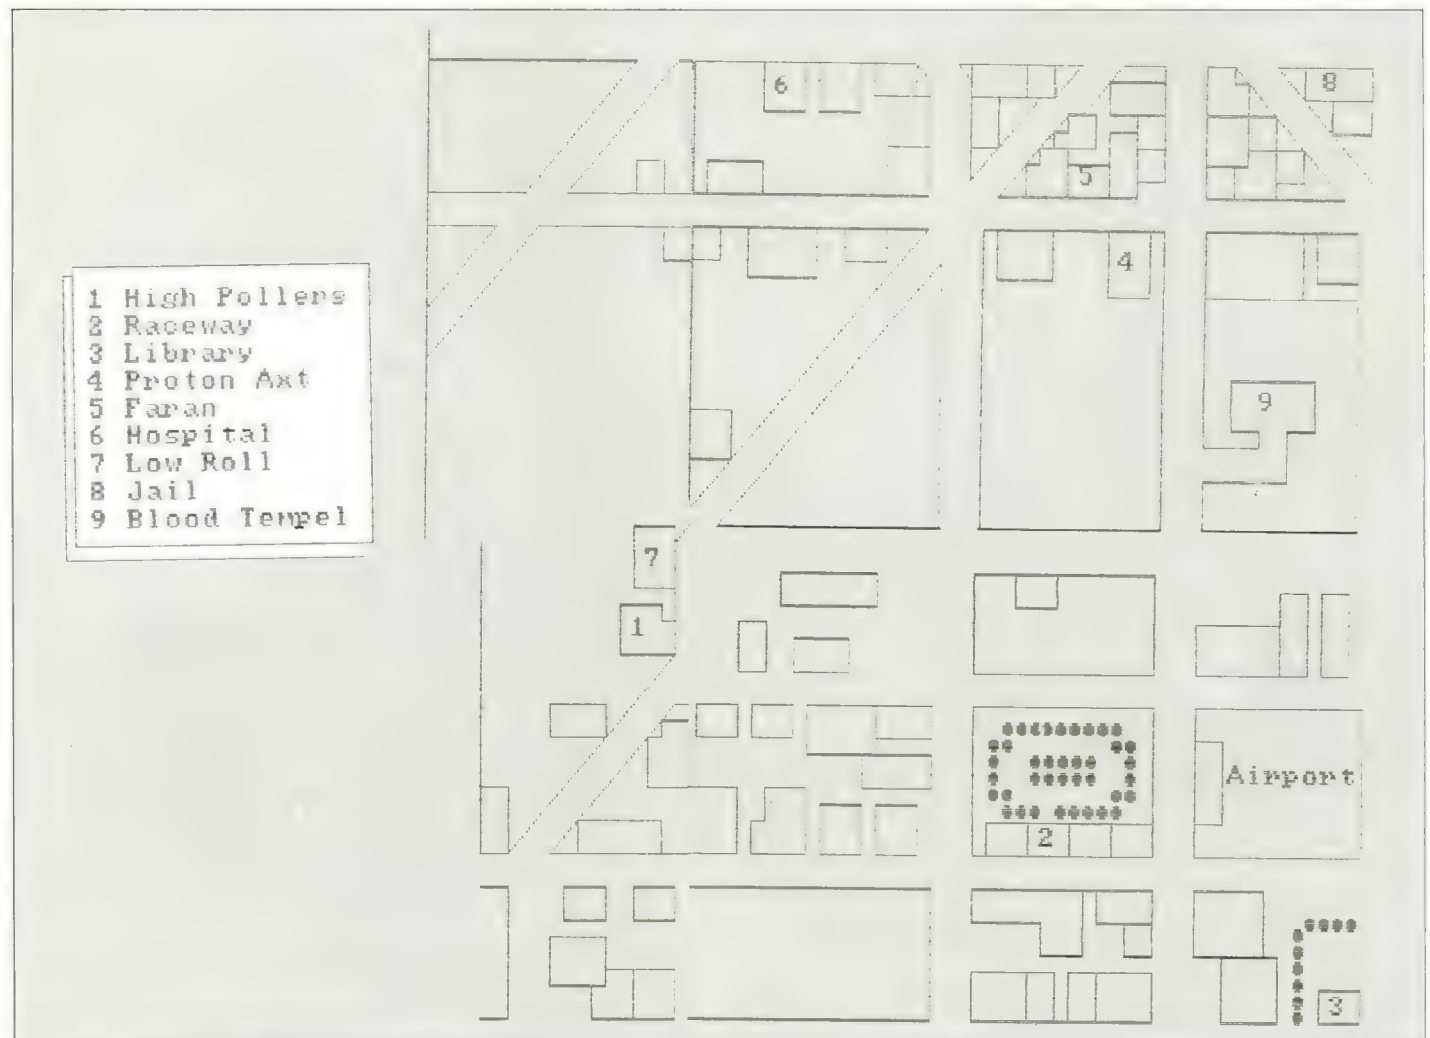 6
8
5
4
1 High Pollers
2 Raceway
3 Library
4 Proton Axt
5 Faran
6 Hospital
7 Low Roll
8 Jail
9 Blood Tempel
9
7
1
Airport
2
3